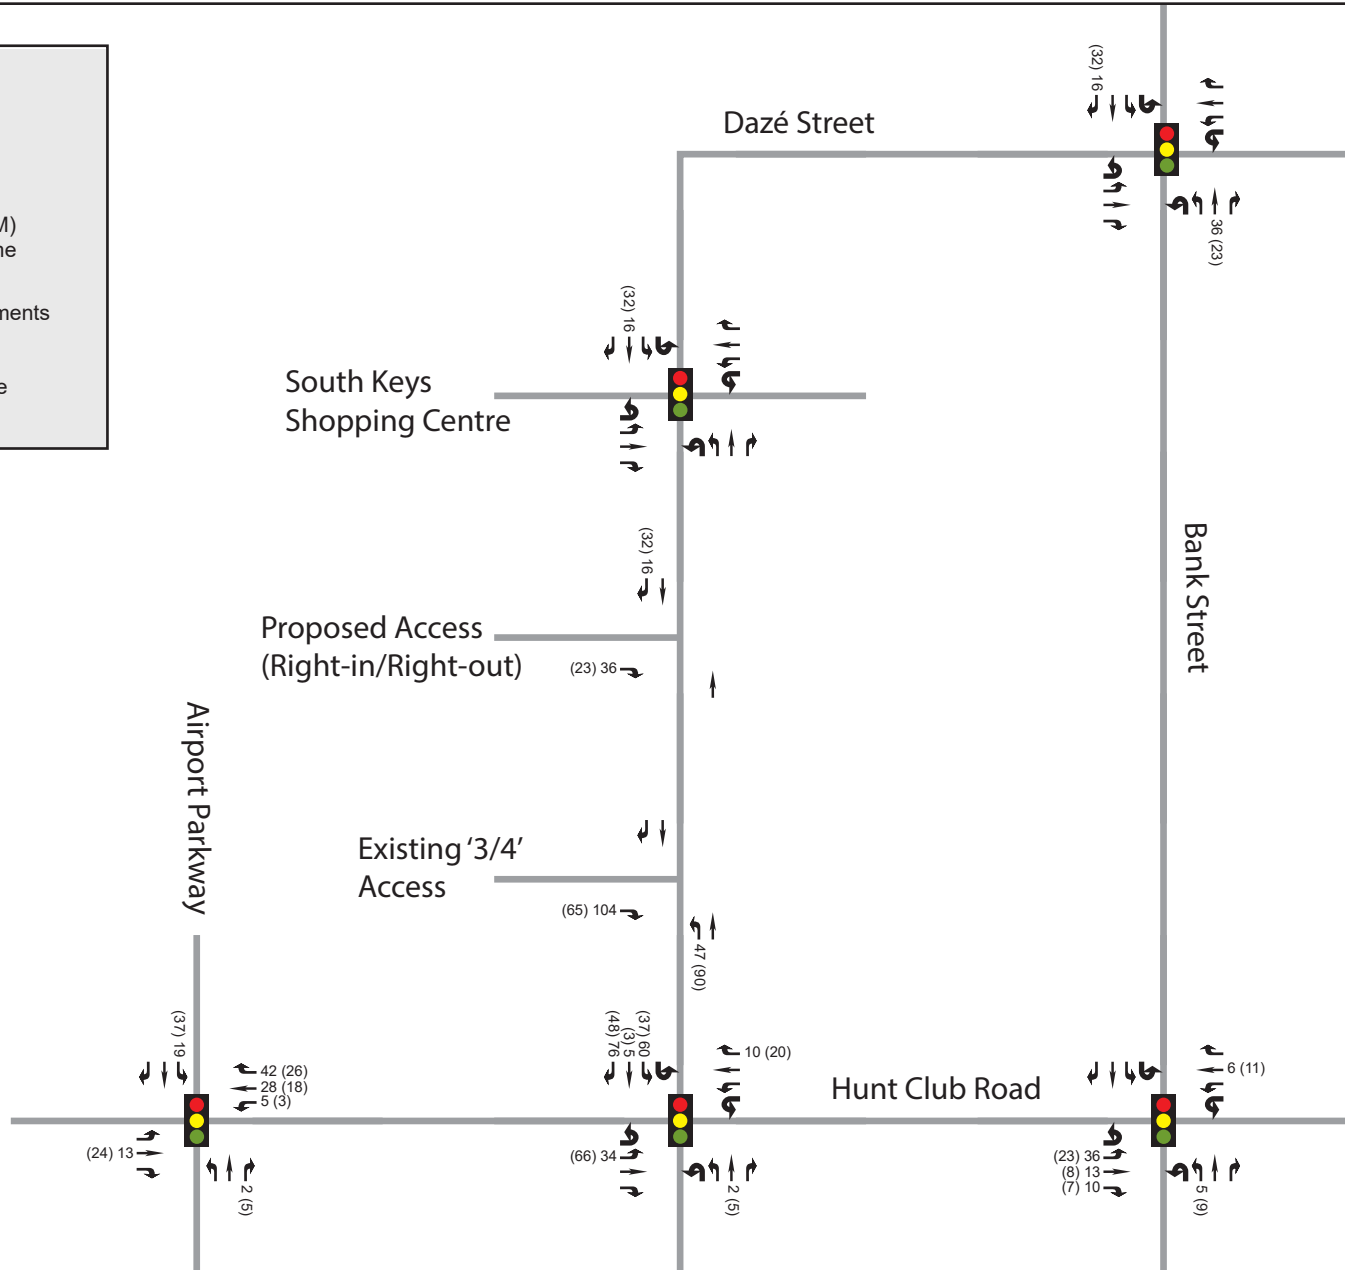 M)
ne
ments
e
(32) 16
Dazé Street
36 (23)
(32) 16
South Keys
Shopping Centre
(32) 16
Bank Street
Proposed Access
(Right-in/Right-out)
(23) 36
Airport Parkway
Existing ‘3/4’
Access
(65) 104
47 (90)
(37) 19
42 (26)
28 (18)
5 (3)
(24) 13
2 (5)
(48) 76
(3) 5
(37) 60
10 (20)
Hunt Club Road
(66) 34
2 (5)
6 (11)
(23) 36
(8) 13
(7) 10
5 (9)